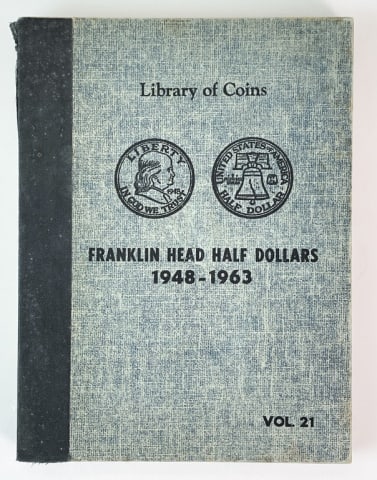 Library of Coins
LIBERTY
IN GOD WE TRUST
1948
UNITED STATES OF AMERICA
HALF DOLLAR
FRANKLIN HEAD HALF DOLLARS
1948-1963
VOL. 21